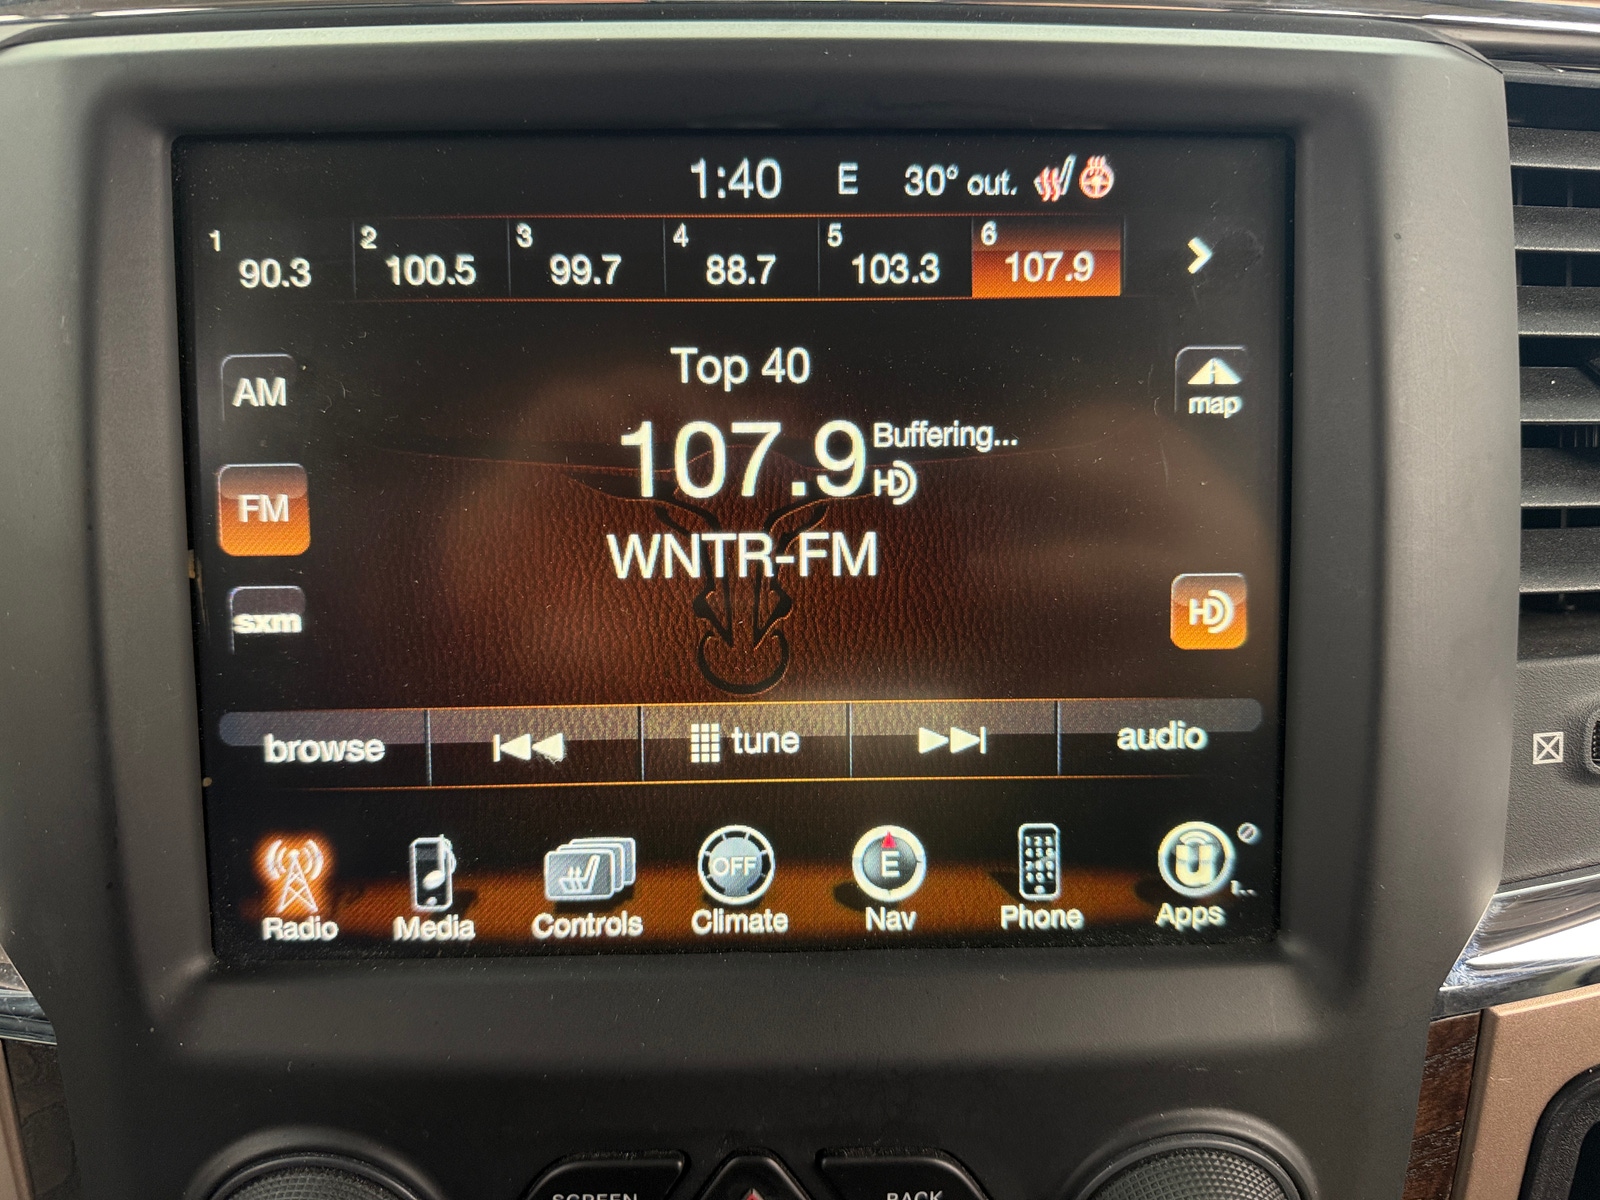 1:40 E 30° out.
1 90.3 2 100.5 3 99.7 4 88.7 5 103.3 6 107.9
Top 40
AM
map
107.9 Buffering...
HD
FM
WNTR-FM
HD
sxm
browse tune audio
OFF E
Radio Media Controls Climate Nav Phone Apps
SCREEN BACK